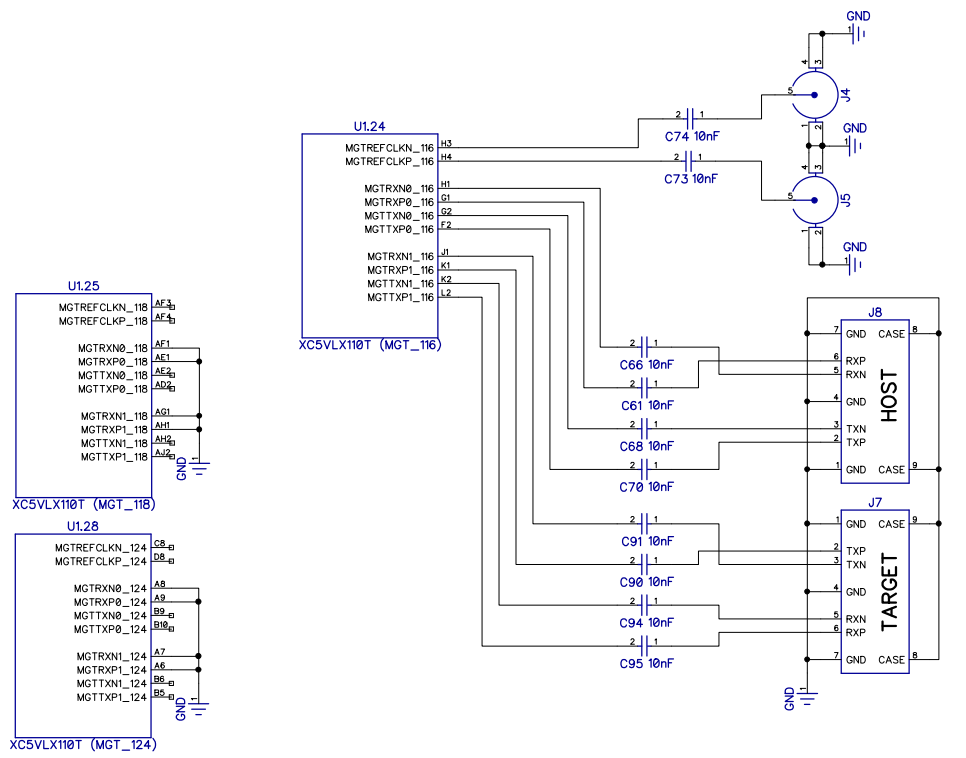 GND
1
4 3
5
J4
1 2
2 1
C74 10nF
GND
1
4 3
5
J5
1 2
2 1
C73 10nF
GND
1
U1.24
MGTREFCLKN_116 H3
MGTREFCLKP_116 H4
MGTRXN0_116 H1
MGTRXP0_116 G1
MGTTXN0_116 G2
MGTTXP0_116 F2
MGTRXN1_116 J1
MGTRXP1_116 K1
MGTTXN1_116 K2
MGTTXP1_116 L2
XC5VLX110T (MGT_116)
U1.25
MGTREFCLKN_118 AF3
MGTREFCLKP_118 AF4
MGTRXN0_118 AF1
MGTRXP0_118 AE1
MGTTXN0_118 AE2
MGTTXP0_118 AD2
MGTRXN1_118 AG1
MGTRXP1_118 AH1
MGTTXN1_118 AH2
MGTTXP1_118 AJ2
GND 1
XC5VLX110T (MGT_118)
U1.28
MGTREFCLKN_124 C8
MGTREFCLKP_124 D8
MGTRXN0_124 A8
MGTRXP0_124 A9
MGTTXN0_124 B9
MGTTXP0_124 B10
MGTRXN1_124 A7
MGTRXP1_124 A6
MGTTXN1_124 B6
MGTTXP1_124 B5
GND 1
XC5VLX110T (MGT_124)
2 1
C66 10nF
2 1
C61 10nF
2 1
C68 10nF
2 1
C70 10nF
2 1
C91 10nF
2 1
C90 10nF
2 1
C94 10nF
2 1
C95 10nF
J8
7 GND CASE 8
6 RXP
5 RXN
4 GND
3 TXN
2 TXP
1 GND CASE 9
HOST
J7
1 GND CASE 9
2 TXP
3 TXN
4 GND
5 RXN
6 RXP
7 GND CASE 8
TARGET
GND 1